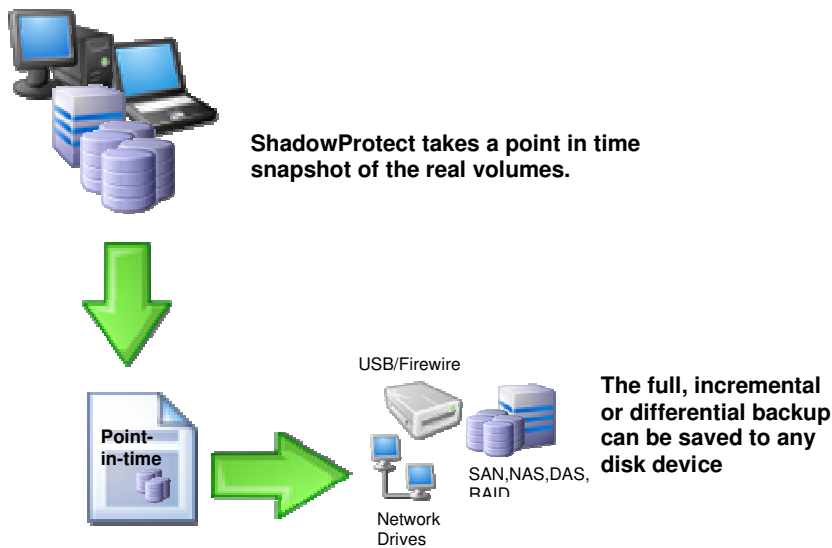 ShadowProtect takes a point in time
snapshot of the real volumes.
USB/Firewire
The full, incremental
or differential backup
can be saved to any
disk device
Point-
in-time
SAN,NAS,DAS,
RAID
Network
Drives